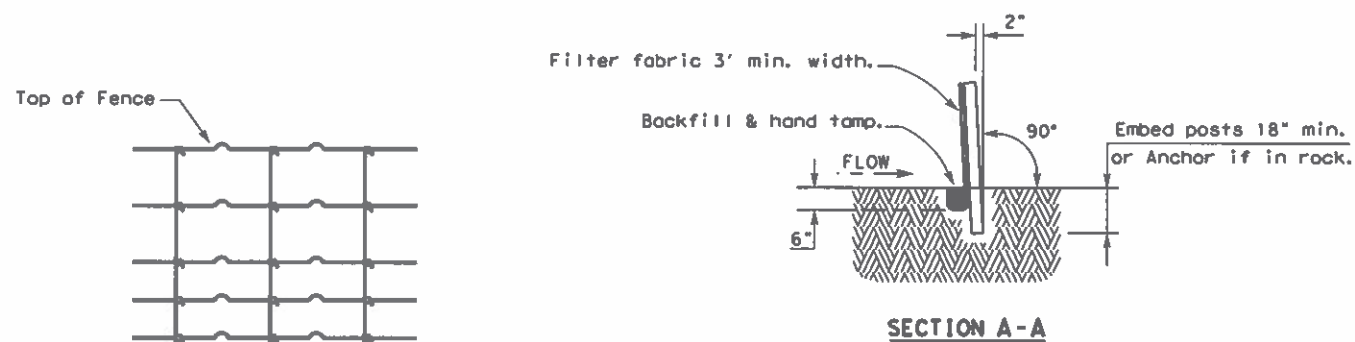 Top of Fence
2"
Filter fabric 3' min. width.
Backfill & hand tamp.
90°
Embed posts 18" min.
or Anchor if in rock.
FLOW
6"
SECTION A-A